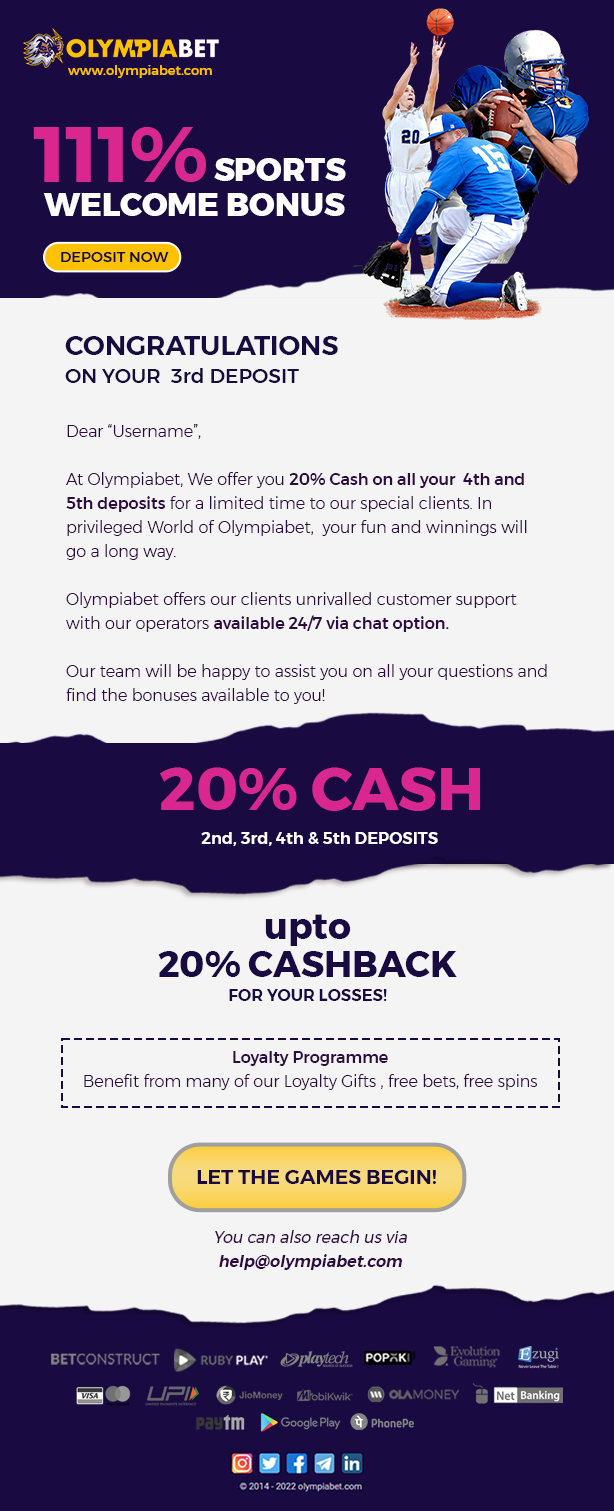 OLYMPIABET
www.olympiabet.com
20
15
111% SPORTS
WELCOME BONUS
DEPOSIT NOW
CONGRATULATIONS
ON YOUR 3rd DEPOSIT
Dear “Username”,
At Olympiabet, We offer you 20% Cash on all your 4th and
5th deposits for a limited time to our special clients. In
privileged World of Olympiabet, your fun and winnings will
go a long way.
Olympiabet offers our clients unrivalled customer support
with our operators available 24/7 via chat option.
Our team will be happy to assist you on all your questions and
find the bonuses available to you!
20% CASH
2nd, 3rd, 4th & 5th DEPOSITS
upto
20% CASHBACK
FOR YOUR LOSSES!
Loyalty Programme
Benefit from many of our Loyalty Gifts , free bets, free spins
LET THE GAMES BEGIN!
You can also reach us via
help@olympiabet.com
BETCONSTRUCT RUBY PLAY playtech POPOKI Evolution Gaming Ezugi
VISA UPI JioMoney MobiKwik OLAMONEY Net Banking
paytm Google Play PhonePe
© 2014 - 2022 olympiabet.com